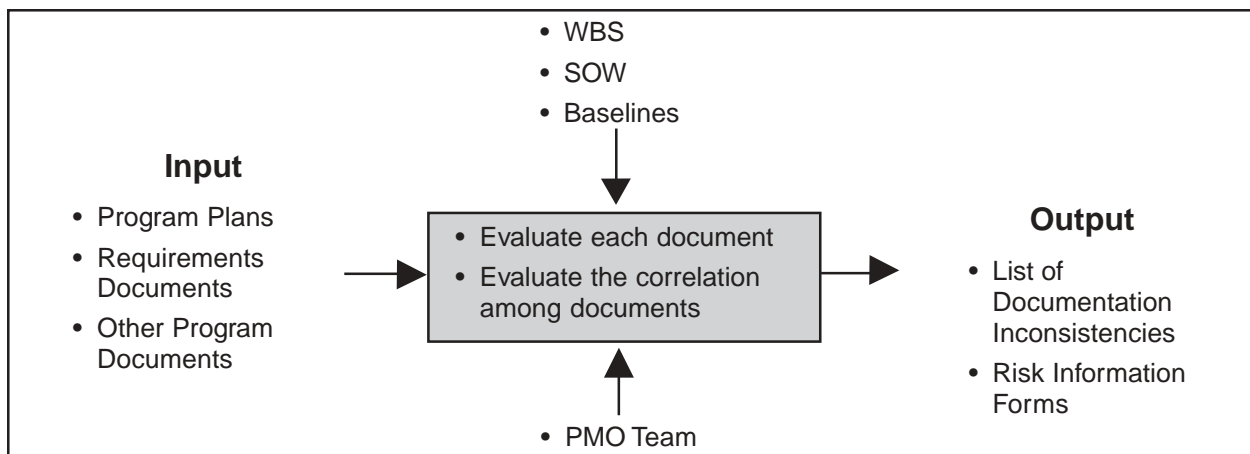 • WBS
• SOW
• Baselines
Input
• Program Plans
• Requirements
Documents
• Other Program
Documents
• Evaluate each document
• Evaluate the correlation
among documents
Output
• List of
Documentation
Inconsistencies
• Risk Information
Forms
• PMO Team